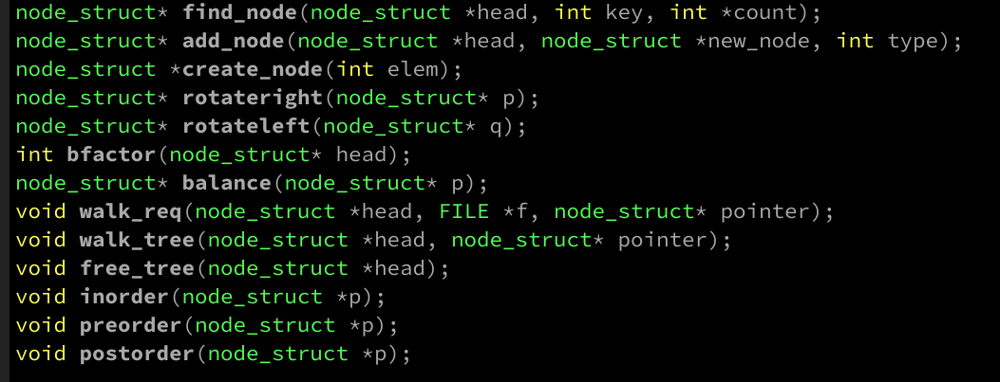 node_struct* find_node(node_struct *head, int key, int *count);
node_struct* add_node(node_struct *head, node_struct *new_node, int type);
node_struct *create_node(int elem);
node_struct* rotateright(node_struct* p);
node_struct* rotateleft(node_struct* q);
int bfactor(node_struct* head);
node_struct* balance(node_struct* p);
void walk_req(node_struct *head, FILE *f, node_struct* pointer);
void walk_tree(node_struct *head, node_struct* pointer);
void free_tree(node_struct *head);
void inorder(node_struct *p);
void preorder(node_struct *p);
void postorder(node_struct *p);